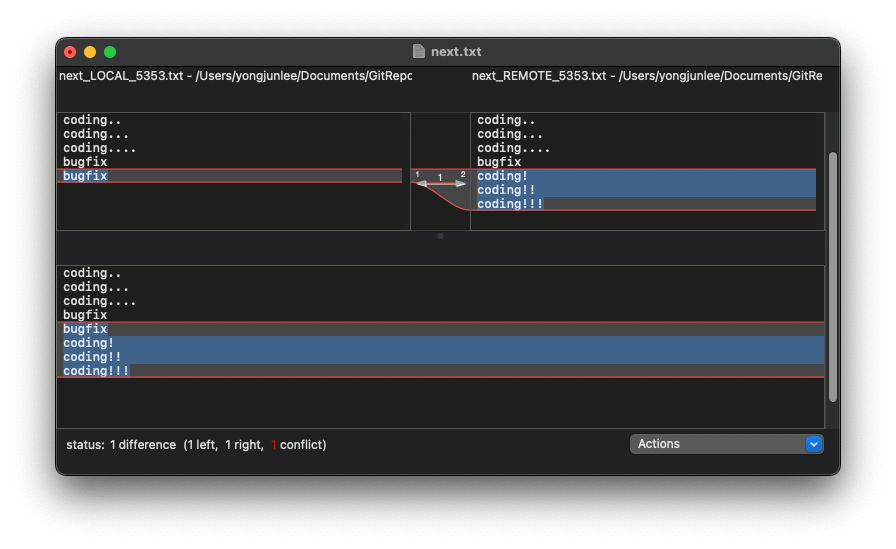 next.txt
next_LOCAL_5353.txt - /Users/yongjunlee/Documents/GitRepo
next_REMOTE_5353.txt - /Users/yongjunlee/Documents/GitRe
coding..
coding...
coding....
bugfix
bugfix
1 1 2
coding..
coding...
coding....
bugfix
coding!
coding!!
coding!!!
coding..
coding...
coding....
bugfix
bugfix
coding!
coding!!
coding!!!
status: 1 difference (1 left, 1 right, 1 conflict)
Actions